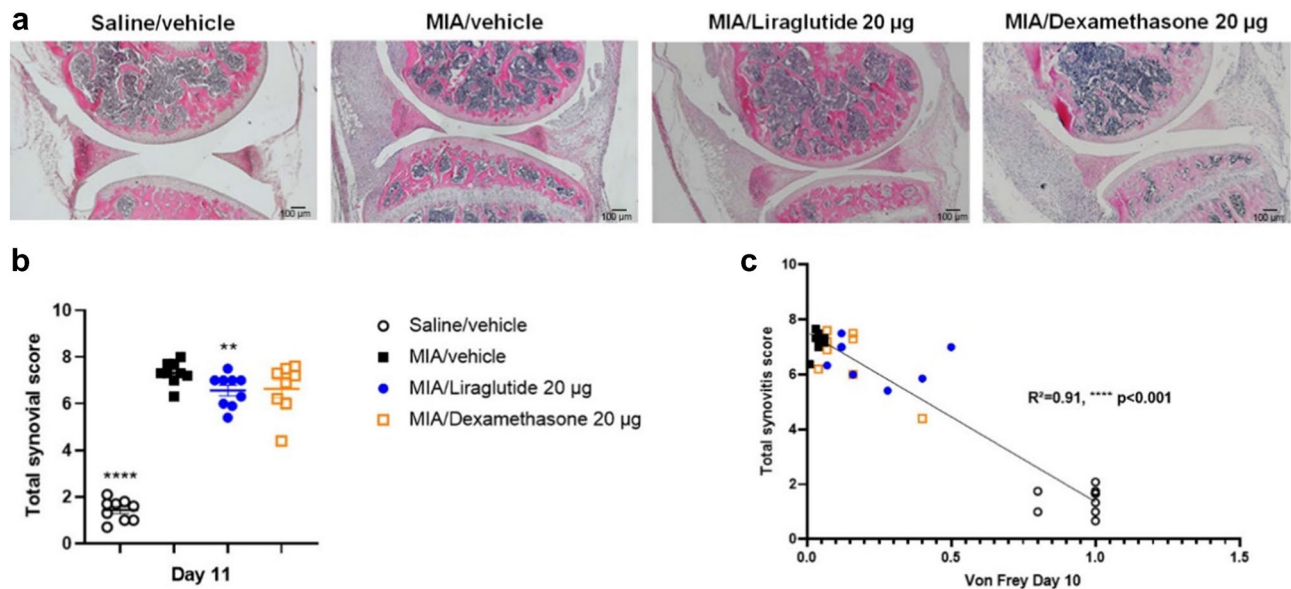 a
Saline/vehicle
MIA/vehicle
MIA/Liraglutide 20 µg
MIA/Dexamethasone 20 µg
100 µm
100 µm
100 µm
100 µm
b
Total synovial score
10
8
6
4
2
0
****
**
Day 11
Saline/vehicle
MIA/vehicle
MIA/Liraglutide 20 µg
MIA/Dexamethasone 20 µg
c
Total synovitis score
10
8
6
4
2
0
R²=0.91, **** p<0.001
0.0 0.5 1.0 1.5
Von Frey Day 10